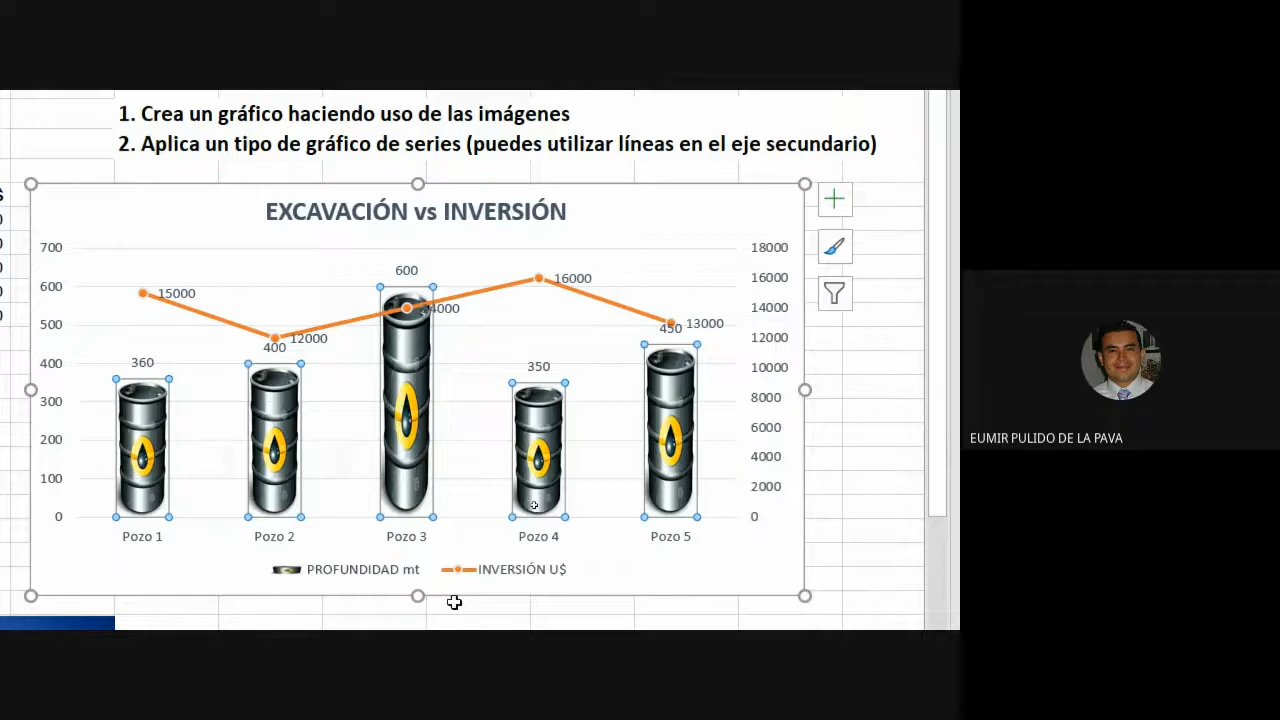 1. Crea un gráfico haciendo uso de las imágenes
2. Aplica un tipo de gráfico de series (puedes utilizar líneas en el eje secundario)
EXCAVACIÓN vs INVERSIÓN
700
600
500
400
300
200
100
0
18000
16000
14000
12000
10000
8000
6000
4000
2000
0
15000
12000
4000
16000
13000
360
400
600
350
450
Pozo 1
Pozo 2
Pozo 3
Pozo 4
Pozo 5
PROFUNDIDAD mt
INVERSIÓN U$
EUMIR PULIDO DE LA PAVA